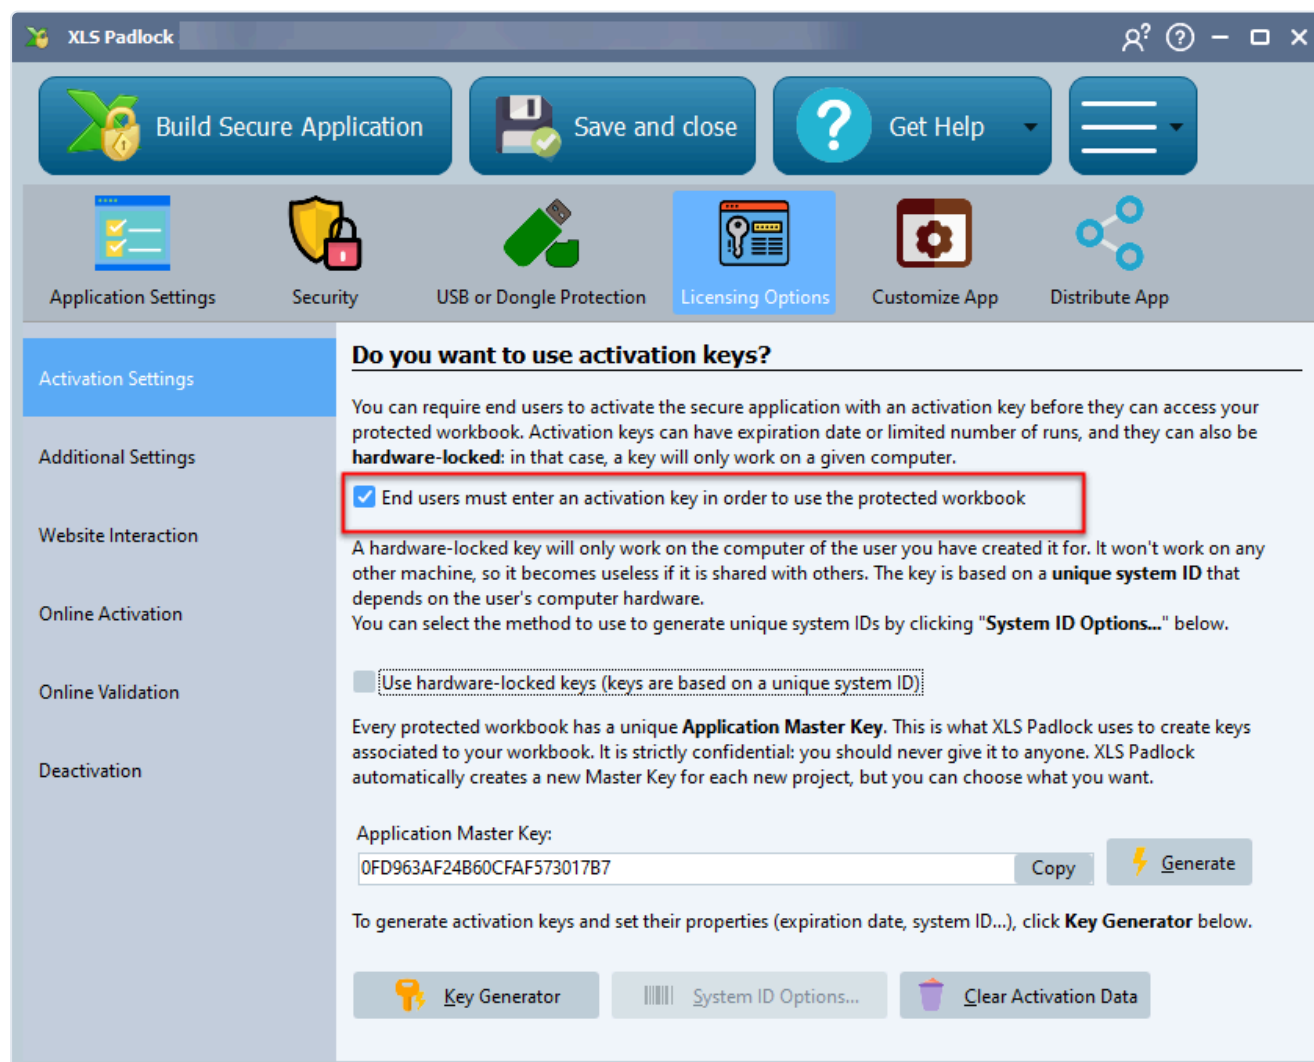 XLS Padlock
Build Secure Application
Save and close
Get Help
Application Settings
Security
USB or Dongle Protection
Licensing Options
Customize App
Distribute App
Activation Settings
Additional Settings
Website Interaction
Online Activation
Online Validation
Deactivation
Do you want to use activation keys?
You can require end users to activate the secure application with an activation key before they can access your
protected workbook. Activation keys can have expiration date or limited number of runs, and they can also be
hardware-locked: in that case, a key will only work on a given computer.
End users must enter an activation key in order to use the protected workbook
A hardware-locked key will only work on the computer of the user you have created it for. It won't work on any
other machine, so it becomes useless if it is shared with others. The key is based on a unique system ID that
depends on the user's computer hardware.
You can select the method to use to generate unique system IDs by clicking "System ID Options..." below.
Use hardware-locked keys (keys are based on a unique system ID)
Every protected workbook has a unique Application Master Key. This is what XLS Padlock uses to create keys
associated to your workbook. It is strictly confidential: you should never give it to anyone. XLS Padlock
automatically creates a new Master Key for each new project, but you can choose what you want.
Application Master Key:
0FD963AF24B60CFAF573017B7
Copy
Generate
To generate activation keys and set their properties (expiration date, system ID...), click Key Generator below.
Key Generator
System ID Options...
Clear Activation Data